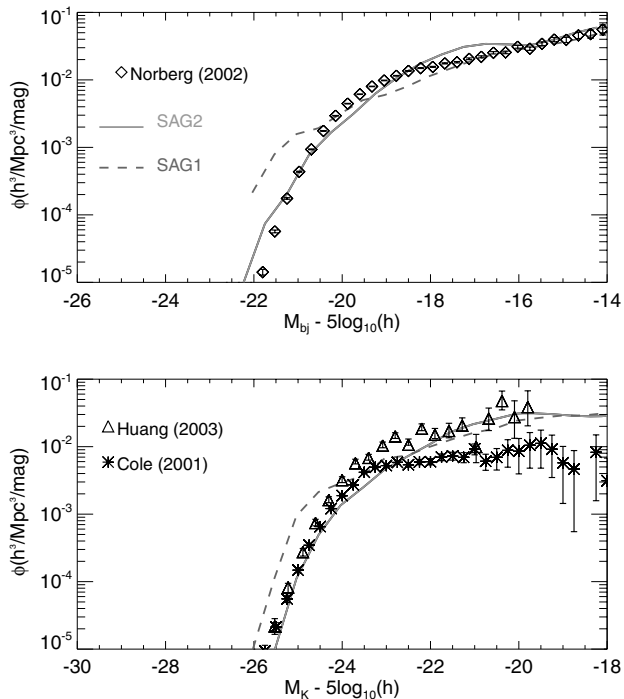 10⁻¹
10⁻²
10⁻³
10⁻⁴
10⁻⁵
ϕ(h³/Mpc³/mag)
Norberg (2002)
SAG2
SAG1
-26 -24 -22 -20 -18 -16 -14
M_bj - 5log₁₀(h)
10⁻¹
10⁻²
10⁻³
10⁻⁴
10⁻⁵
ϕ(h³/Mpc³/mag)
Huang (2003)
Cole (2001)
-30 -28 -26 -24 -22 -20 -18
M_K - 5log₁₀(h)